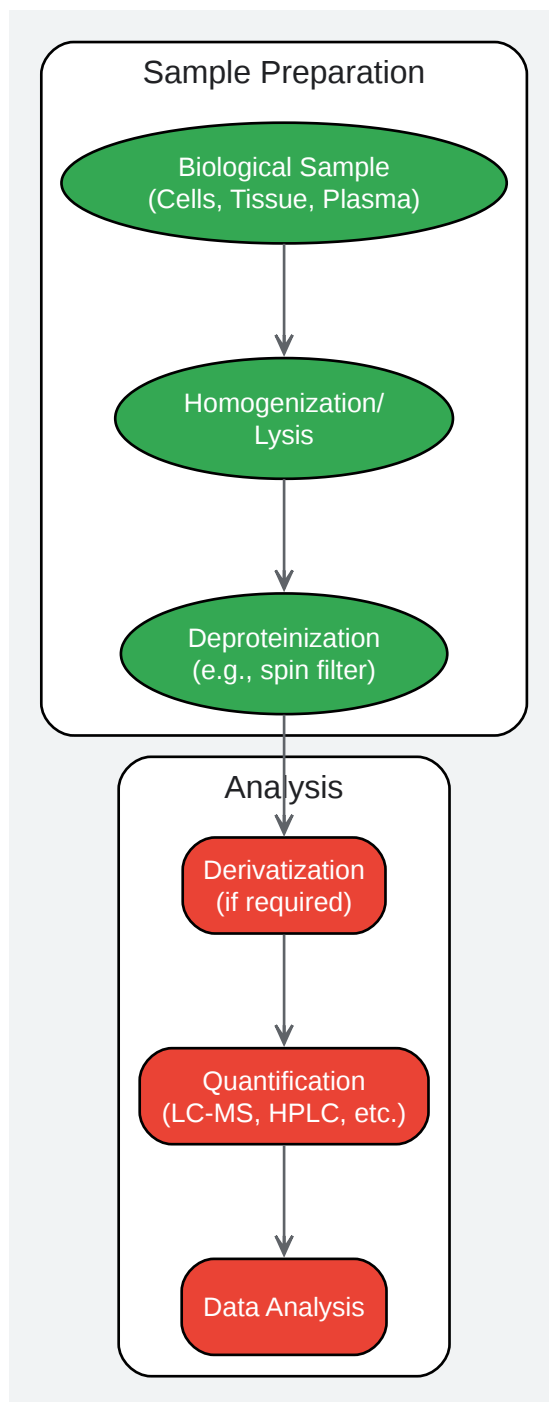 Sample Preparation
Biological Sample
(Cells, Tissue, Plasma)
Homogenization/
Lysis
Deproteinization
(e.g., spin filter)
Analysis
Derivatization
(if required)
Quantification
(LC-MS, HPLC, etc.)
Data Analysis